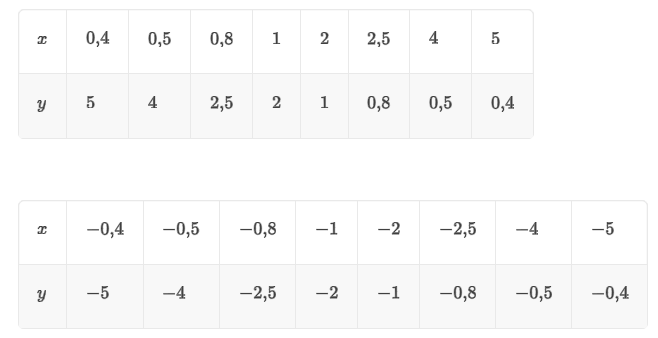 x 0,4 0,5 0,8 1 2 2,5 4 5
y 5 4 2,5 2 1 0,8 0,5 0,4
x −0,4 −0,5 −0,8 −1 −2 −2,5 −4 −5
y −5 −4 −2,5 −2 −1 −0,8 −0,5 −0,4